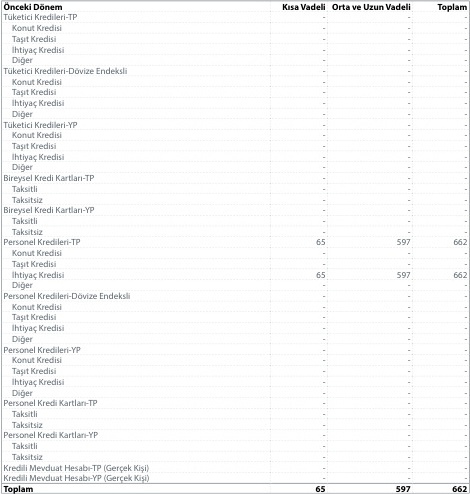 Önceki Dönem Kısa Vadeli Orta ve Uzun Vadeli Toplam
Tüketici Kredileri-TP - - -
Konut Kredisi - - -
Taşıt Kredisi - - -
İhtiyaç Kredisi - - -
Diğer - - -
Tüketici Kredileri-Dövize Endeksli - - -
Konut Kredisi - - -
Taşıt Kredisi - - -
İhtiyaç Kredisi - - -
Diğer - - -
Tüketici Kredileri-YP - - -
Konut Kredisi - - -
Taşıt Kredisi - - -
İhtiyaç Kredisi - - -
Diğer - - -
Bireysel Kredi Kartları-TP - - -
Taksitli - - -
Taksitsiz - - -
Bireysel Kredi Kartları-YP - - -
Taksitli - - -
Taksitsiz - - -
Personel Kredileri-TP 65 597 662
Konut Kredisi - - -
Taşıt Kredisi - - -
İhtiyaç Kredisi 65 597 662
Diğer - - -
Personel Kredileri-Dövize Endeksli - - -
Konut Kredisi - - -
Taşıt Kredisi - - -
İhtiyaç Kredisi - - -
Diğer - - -
Personel Kredileri-YP - - -
Konut Kredisi - - -
Taşıt Kredisi - - -
İhtiyaç Kredisi - - -
Diğer - - -
Personel Kredi Kartları-TP - - -
Taksitli - - -
Taksitsiz - - -
Personel Kredi Kartları-YP - - -
Taksitli - - -
Taksitsiz - - -
Kredili Mevduat Hesabı-TP (Gerçek Kişi) - - -
Kredili Mevduat Hesabı-YP (Gerçek Kişi) - - -
Toplam 65 597 662